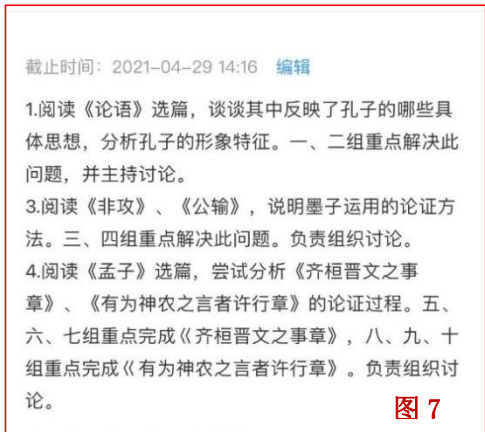 截止时间：2021-04-29 14:16 编辑
1.阅读《论语》选篇，谈谈其中反映了孔子的哪些具
体思想，分析孔子的形象特征。一、二组重点解决此
问题，并主持讨论。
3.阅读《非攻》、《公输》，说明墨子运用的论证方
法。三、四组重点解决此问题。负责组织讨论。
4.阅读《孟子》选篇，尝试分析《齐桓晋文之事
章》、《有为神农之言者许行章》的论证过程。五、
六、七组重点完成《齐桓晋文之事章》，八、九、十
组重点完成《有为神农之言者许行章》。负责组织讨
论。
图 7